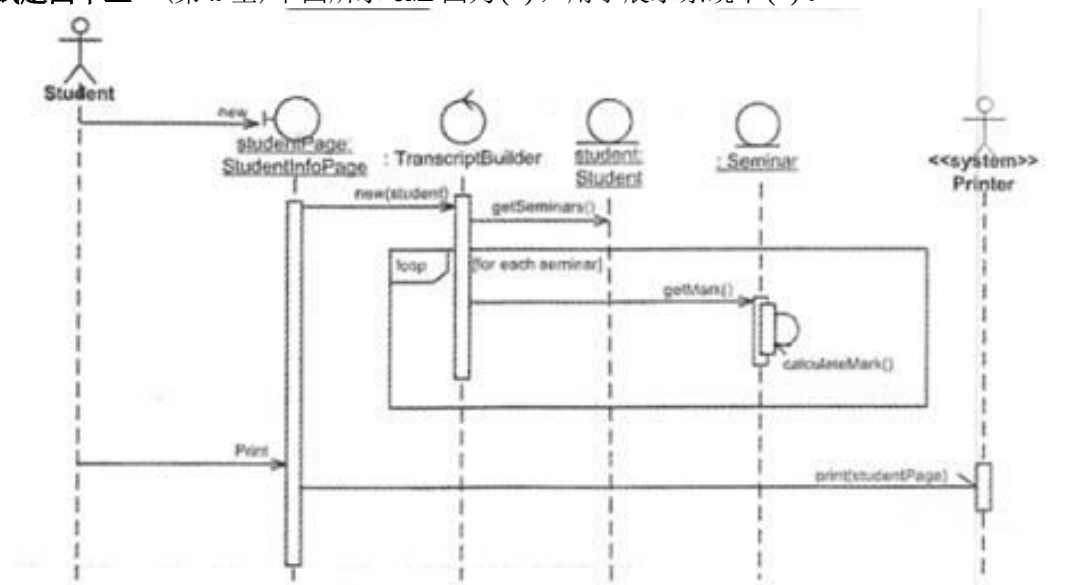 Student
new
studentPage:
StudentInfoPage
: TranscriptBuilder
student:
Student
: Seminar
<<system>>
Printer
new(student)
getSeminars()
loop
[for each seminar]
getMark()
calculateMark()
Print
print(studentPage)